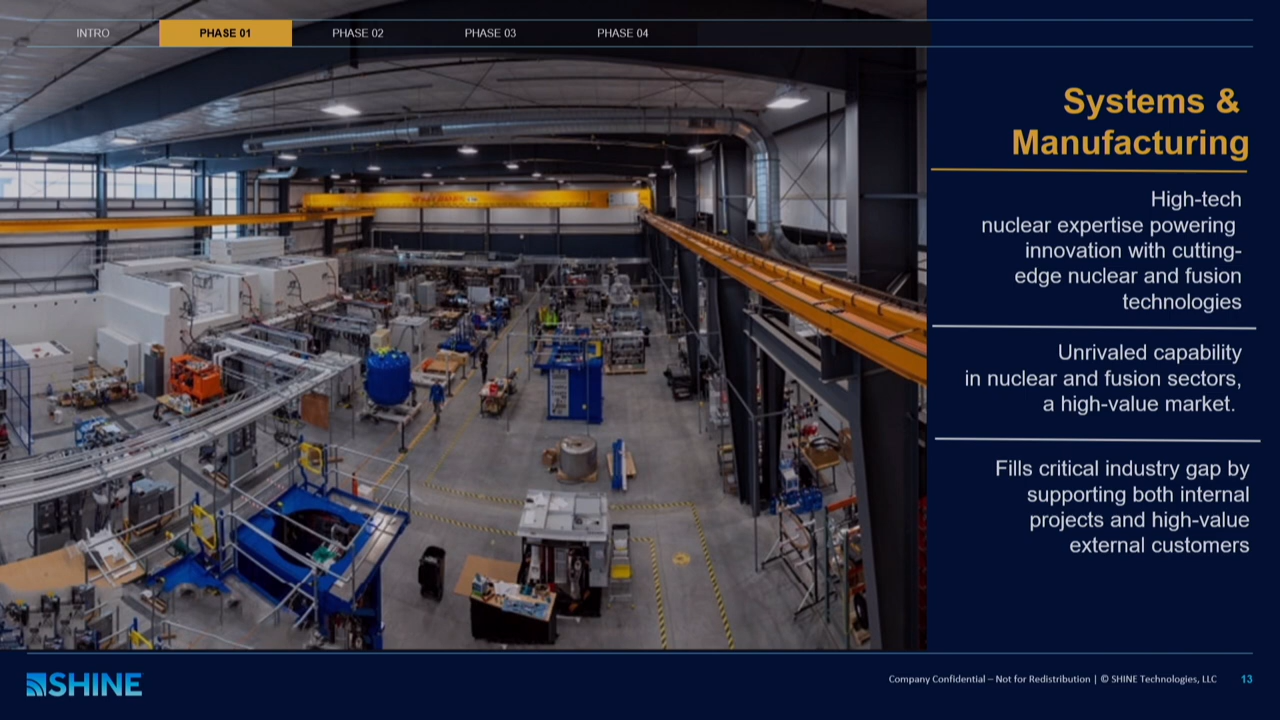 INTRO
PHASE 01
PHASE 02
PHASE 03
PHASE 04
Systems &
Manufacturing
High-tech
nuclear expertise powering
innovation with cutting-
edge nuclear and fusion
technologies
Unrivaled capability
in nuclear and fusion sectors,
a high-value market.
Fills critical industry gap by
supporting both internal
projects and high-value
external customers
SHINE
Company Confidential – Not for Redistribution | © SHINE Technologies, LLC
13